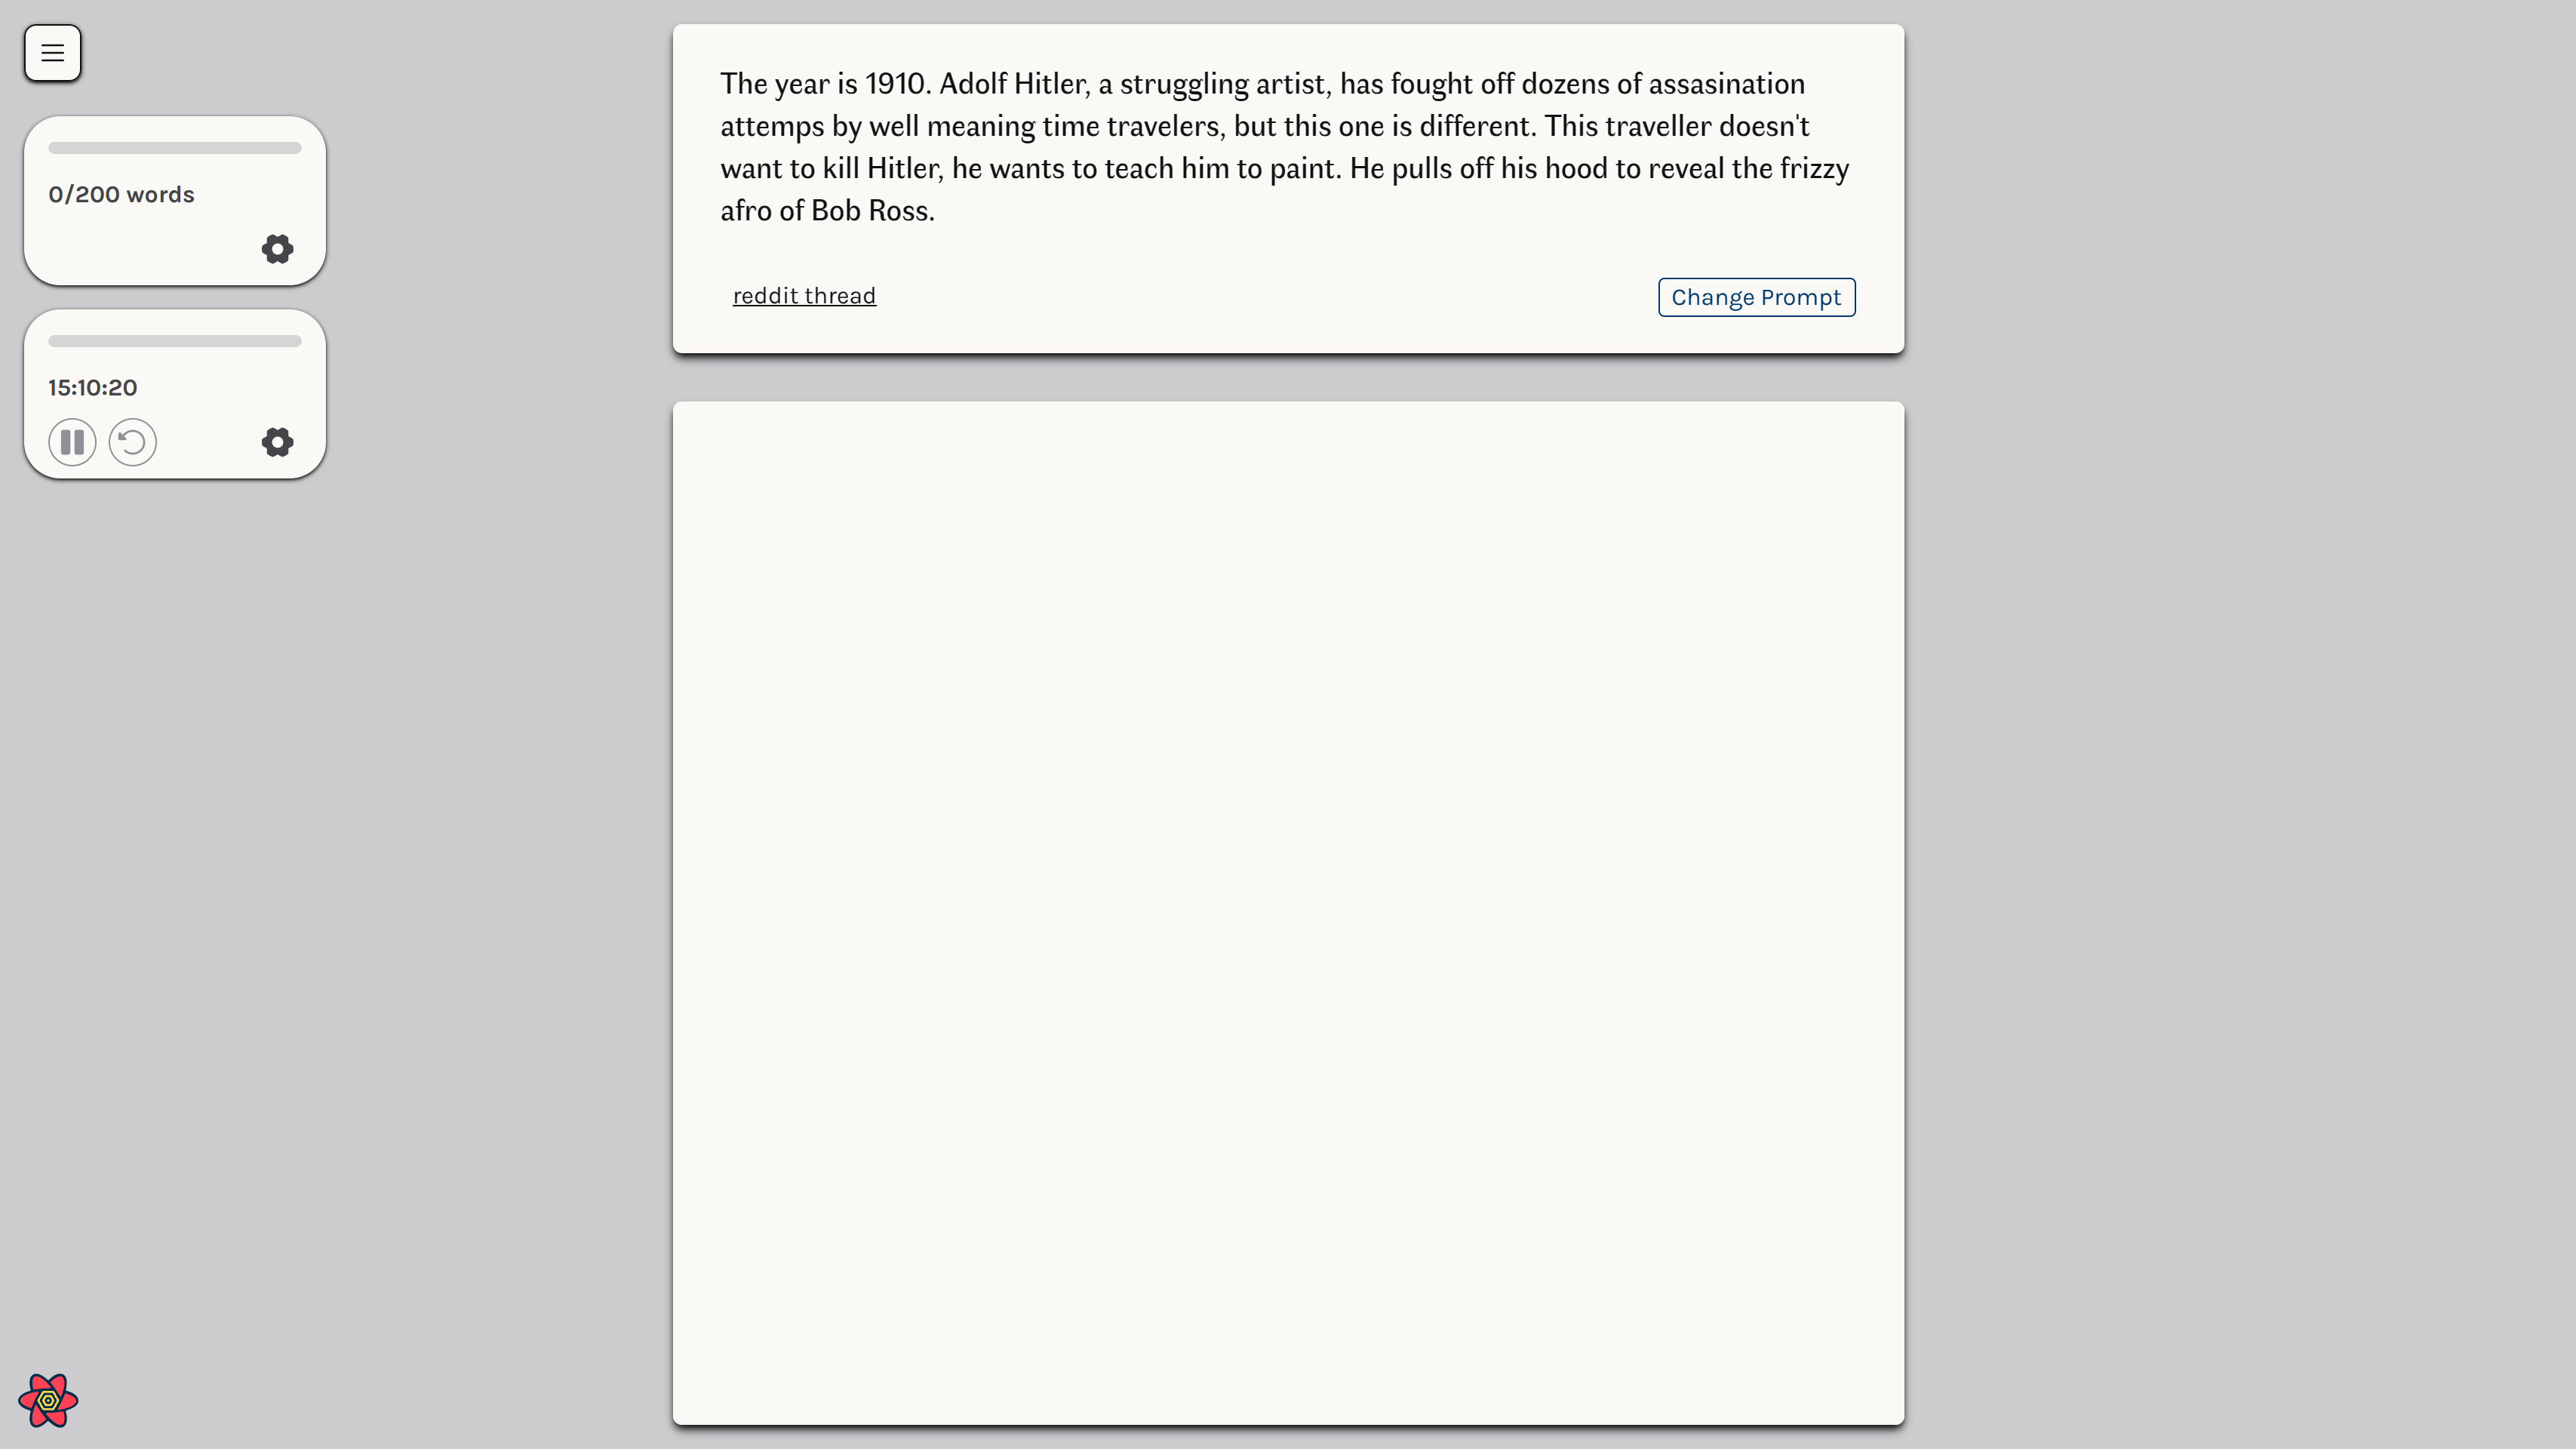 The year is 1910. Adolf Hitler, a struggling artist, has fought off dozens of assasination
attemps by well meaning time travelers, but this one is different. This traveller doesn't
want to kill Hitler, he wants to teach him to paint. He pulls off his hood to reveal the frizzy
afro of Bob Ross.
reddit thread
Change Prompt
0/200 words
15:10:20